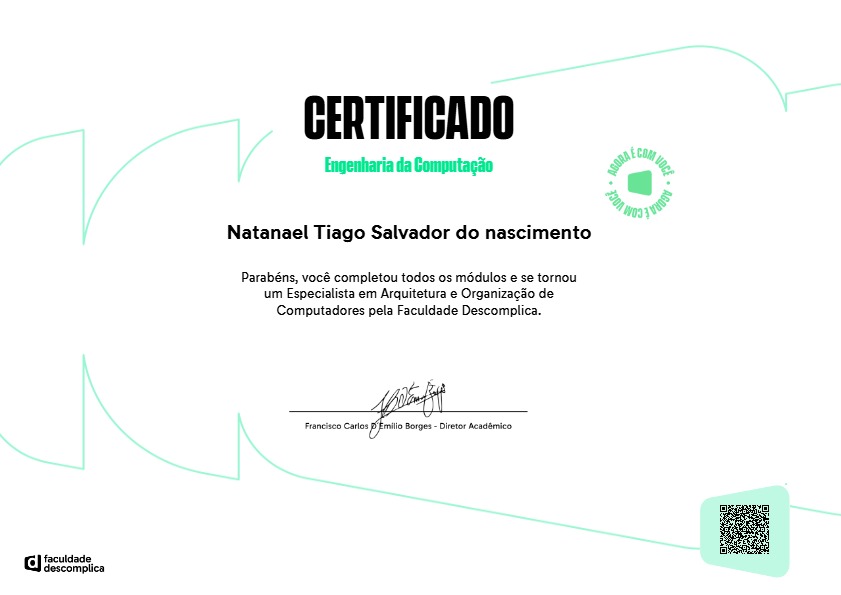 CERTIFICADO
Engenharia da Computação
AGORA É COM VOCÊ • AGORA É COM VOCÊ •
Natanael Tiago Salvador do nascimento
Parabéns, você completou todos os módulos e se tornou
um Especialista em Arquitetura e Organização de
Computadores pela Faculdade Descomplica.
Francisco Carlos D'Emilio Borges - Diretor Acadêmico
d faculdade
descomplica